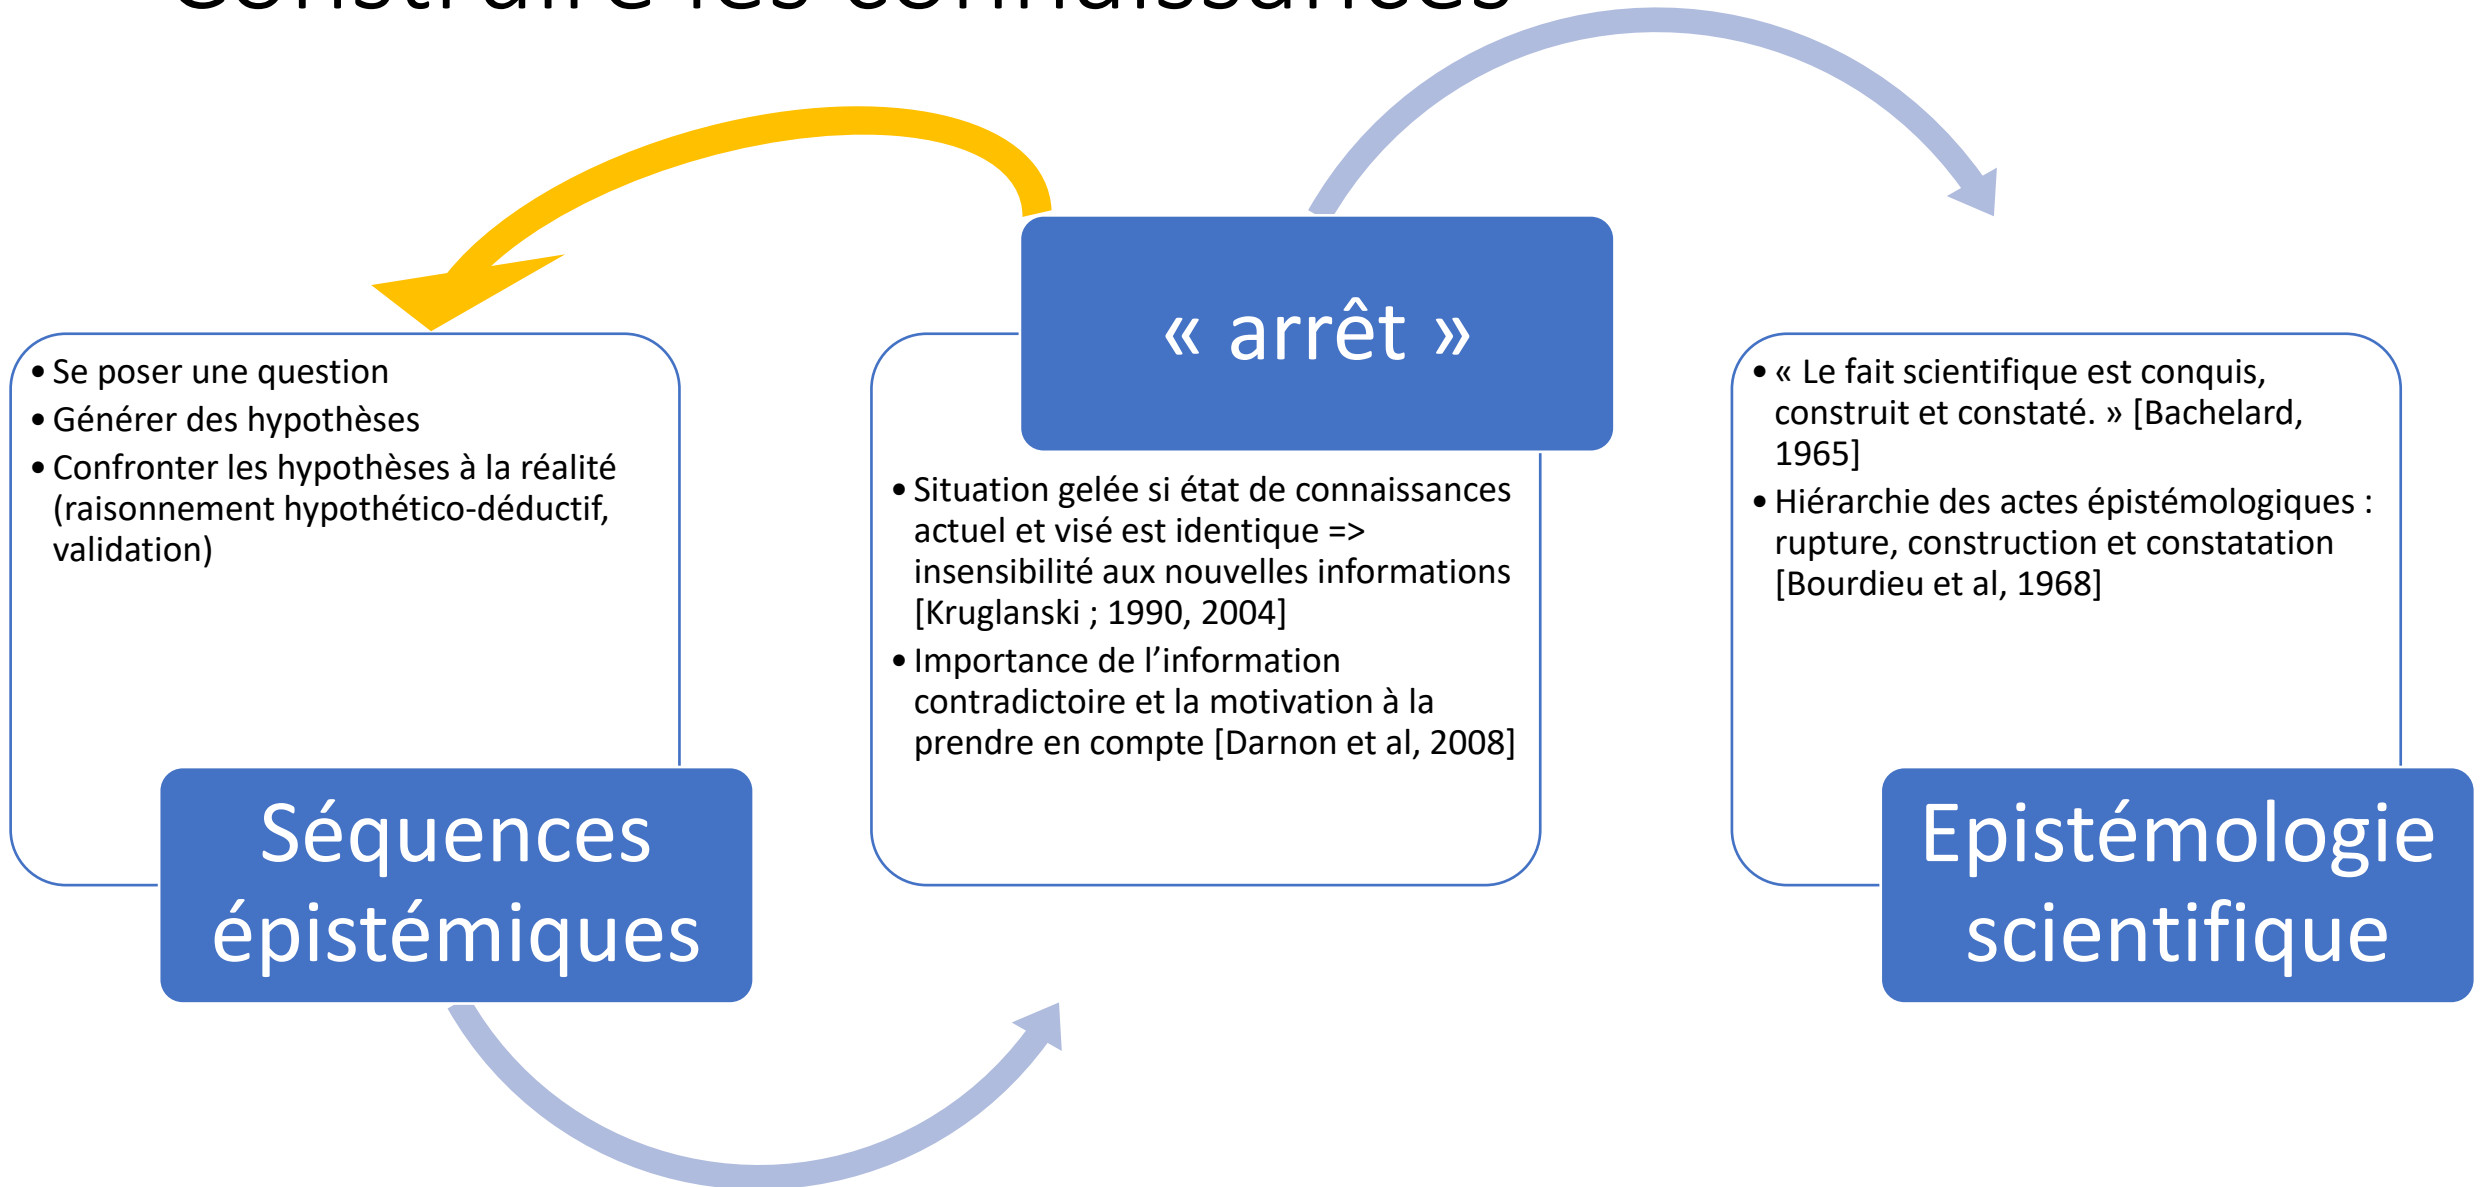 Construire les connaissances
• Se poser une question
• Générer des hypothèses
• Confronter les hypothèses à la réalité
(raisonnement hypothético-déductif,
validation)
Séquences
épistémiques
« arrêt »
• Situation gelée si état de connaissances
actuel et visé est identique =>
insensibilité aux nouvelles informations
[Kruglanski ; 1990, 2004]
• Importance de l’information
contradictoire et la motivation à la
prendre en compte [Darnon et al, 2008]
• « Le fait scientifique est conquis,
construit et constaté. » [Bachelard,
1965]
• Hiérarchie des actes épistémologiques :
rupture, construction et constatation
[Bourdieu et al, 1968]
Epistémologie
scientifique